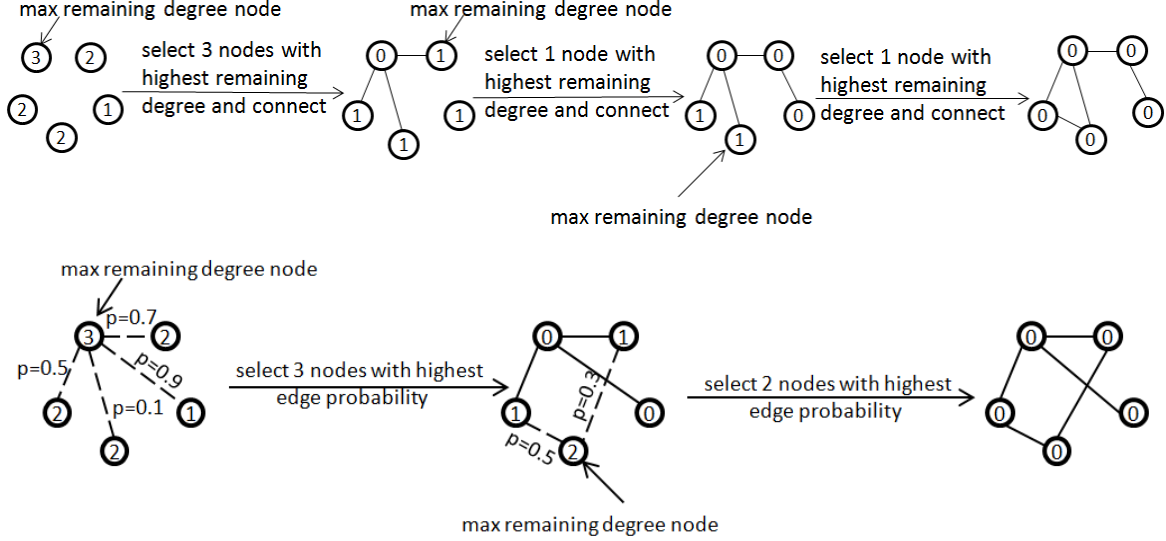 max remaining degree node
max remaining degree node
3 2 2 1 2
select 3 nodes with
highest remaining
degree and connect
0 1 1 1 1
select 1 node with
highest remaining
degree and connect
0 0 1 0 1
select 1 node with
highest remaining
degree and connect
0 0 0 0 0
max remaining degree node
max remaining degree node
p=0.7
3 2
p=0.5
p=0.9
p=0.1
2 1
2
select 3 nodes with highest
edge probability
0 1
p=0.3
1 0
p=0.5
2
select 2 nodes with highest
edge probability
0 0
0 0
0
max remaining degree node